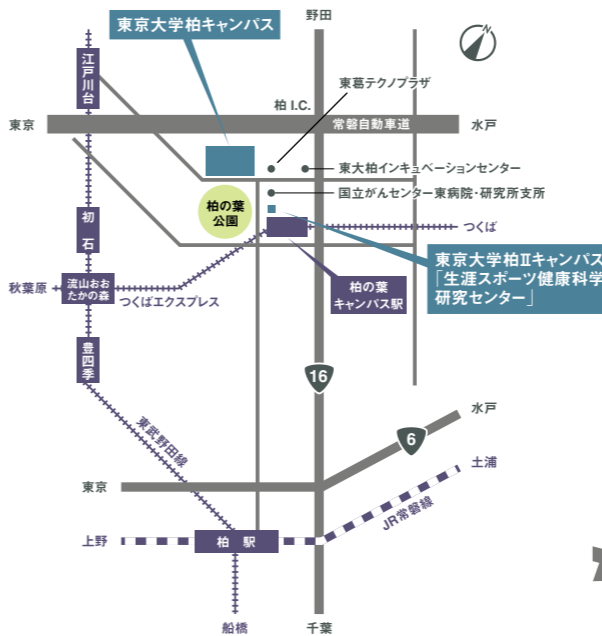 東京大学柏キャンパス
野田
江戸川台
東葛テクノプラザ
柏 I.C.
東京
常磐自動車道
水戸
東大柏インキュベーションセンター
国立がんセンター東病院・研究所支所
柏の葉
公園
初石
つくば
東京大学柏Ⅱキャンパス
「生涯スポーツ健康科学
研究センター」
柏の葉
キャンパス駅
秋葉原
流山おお
たかの森
つくばエクスプレス
豊四季
16
水戸
6
東武野田線
土浦
東京
JR常磐線
上野
柏 駅
船橋
千葉